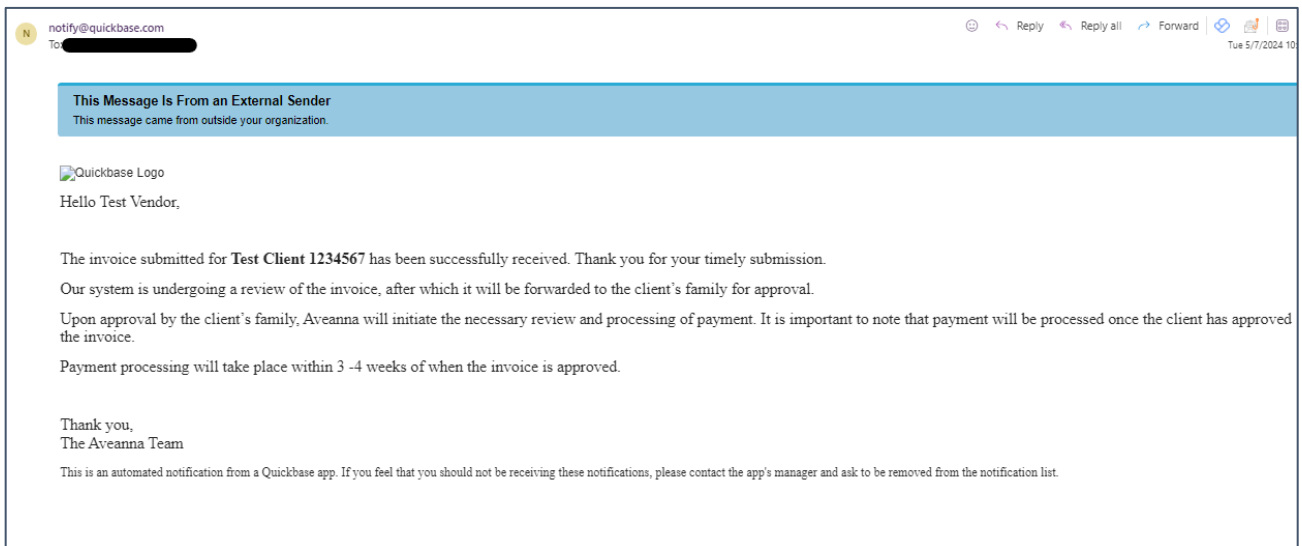 N
notify@quickbase.com
Reply
Reply all
Forward
To:
Tue 5/7/2024 10:
This Message Is From an External Sender
This message came from outside your organization.
Quickbase Logo
Hello Test Vendor,
The invoice submitted for Test Client 1234567 has been successfully received. Thank you for your timely submission.
Our system is undergoing a review of the invoice, after which it will be forwarded to the client’s family for approval.
Upon approval by the client’s family, Aveanna will initiate the necessary review and processing of payment. It is important to note that payment will be processed once the client has approved
the invoice.
Payment processing will take place within 3 -4 weeks of when the invoice is approved.
Thank you,
The Aveanna Team
This is an automated notification from a Quickbase app. If you feel that you should not be receiving these notifications, please contact the app's manager and ask to be removed from the notification list.